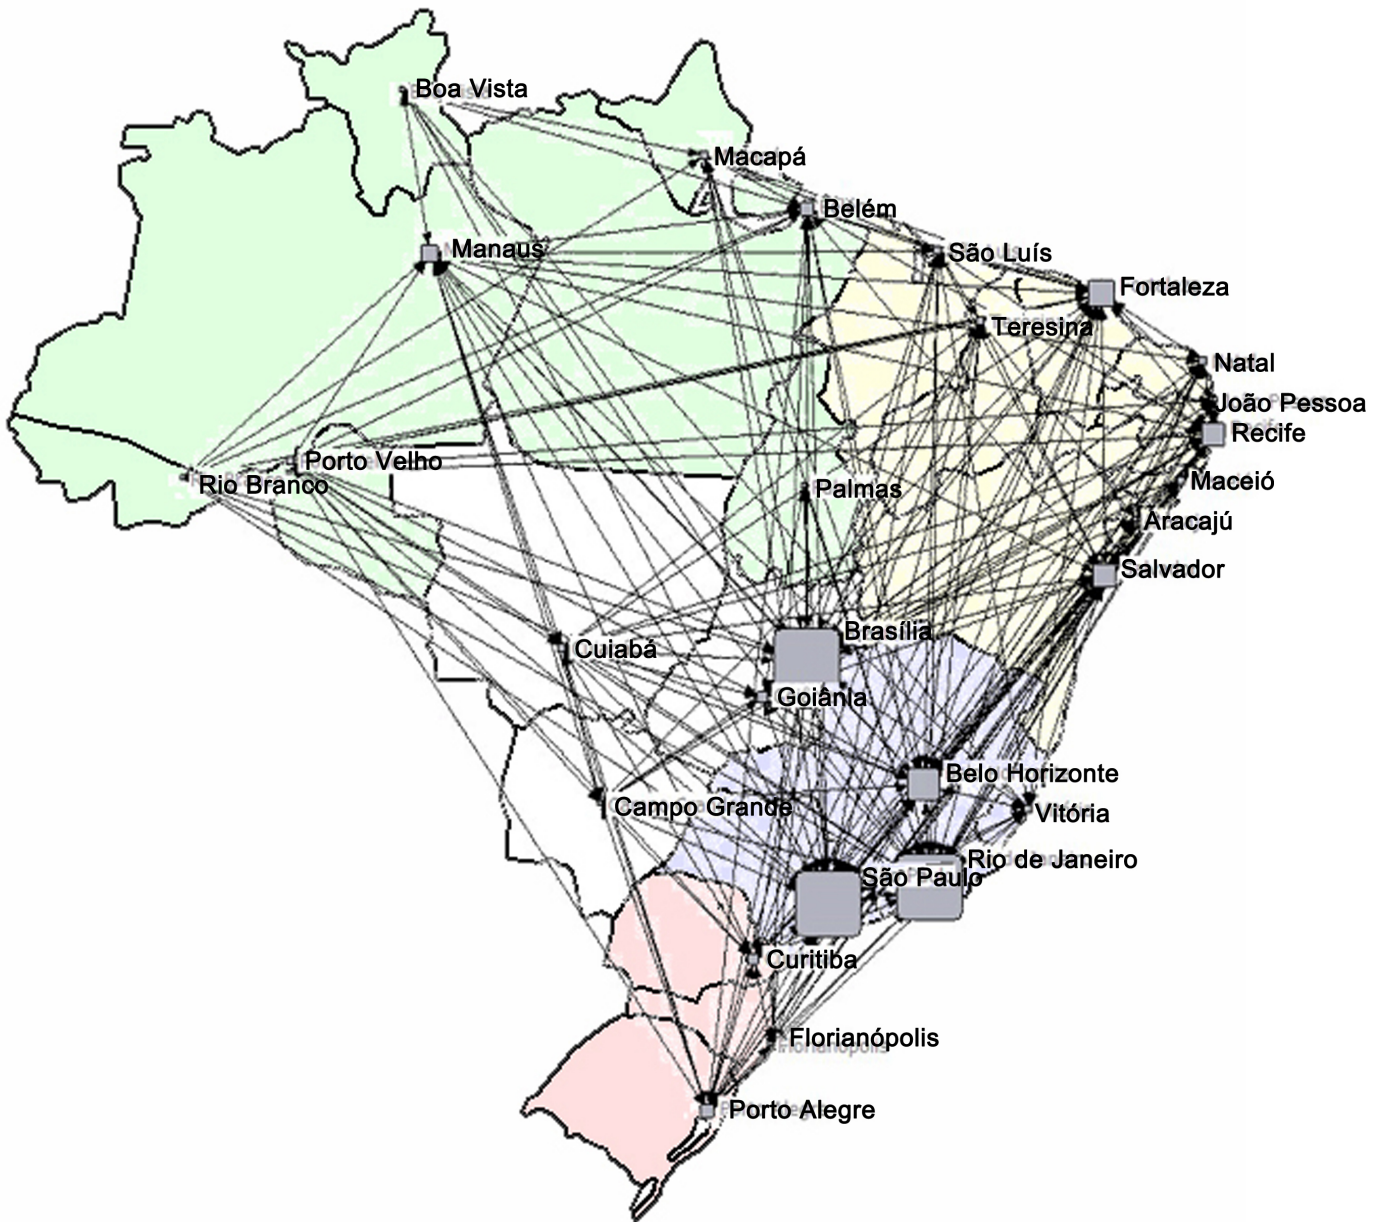 Boa Vista
Macapá
Belém
Manaus
São Luís
Fortaleza
Teresina
Natal
João Pessoa
Recife
Porto Velho
Rio Branco
Palmas
Maceió
Aracajú
Salvador
Brasília
Cuiabá
Goiânia
Belo Horizonte
Campo Grande
Vitória
Rio de Janeiro
São Paulo
Curitiba
Florianópolis
Porto Alegre